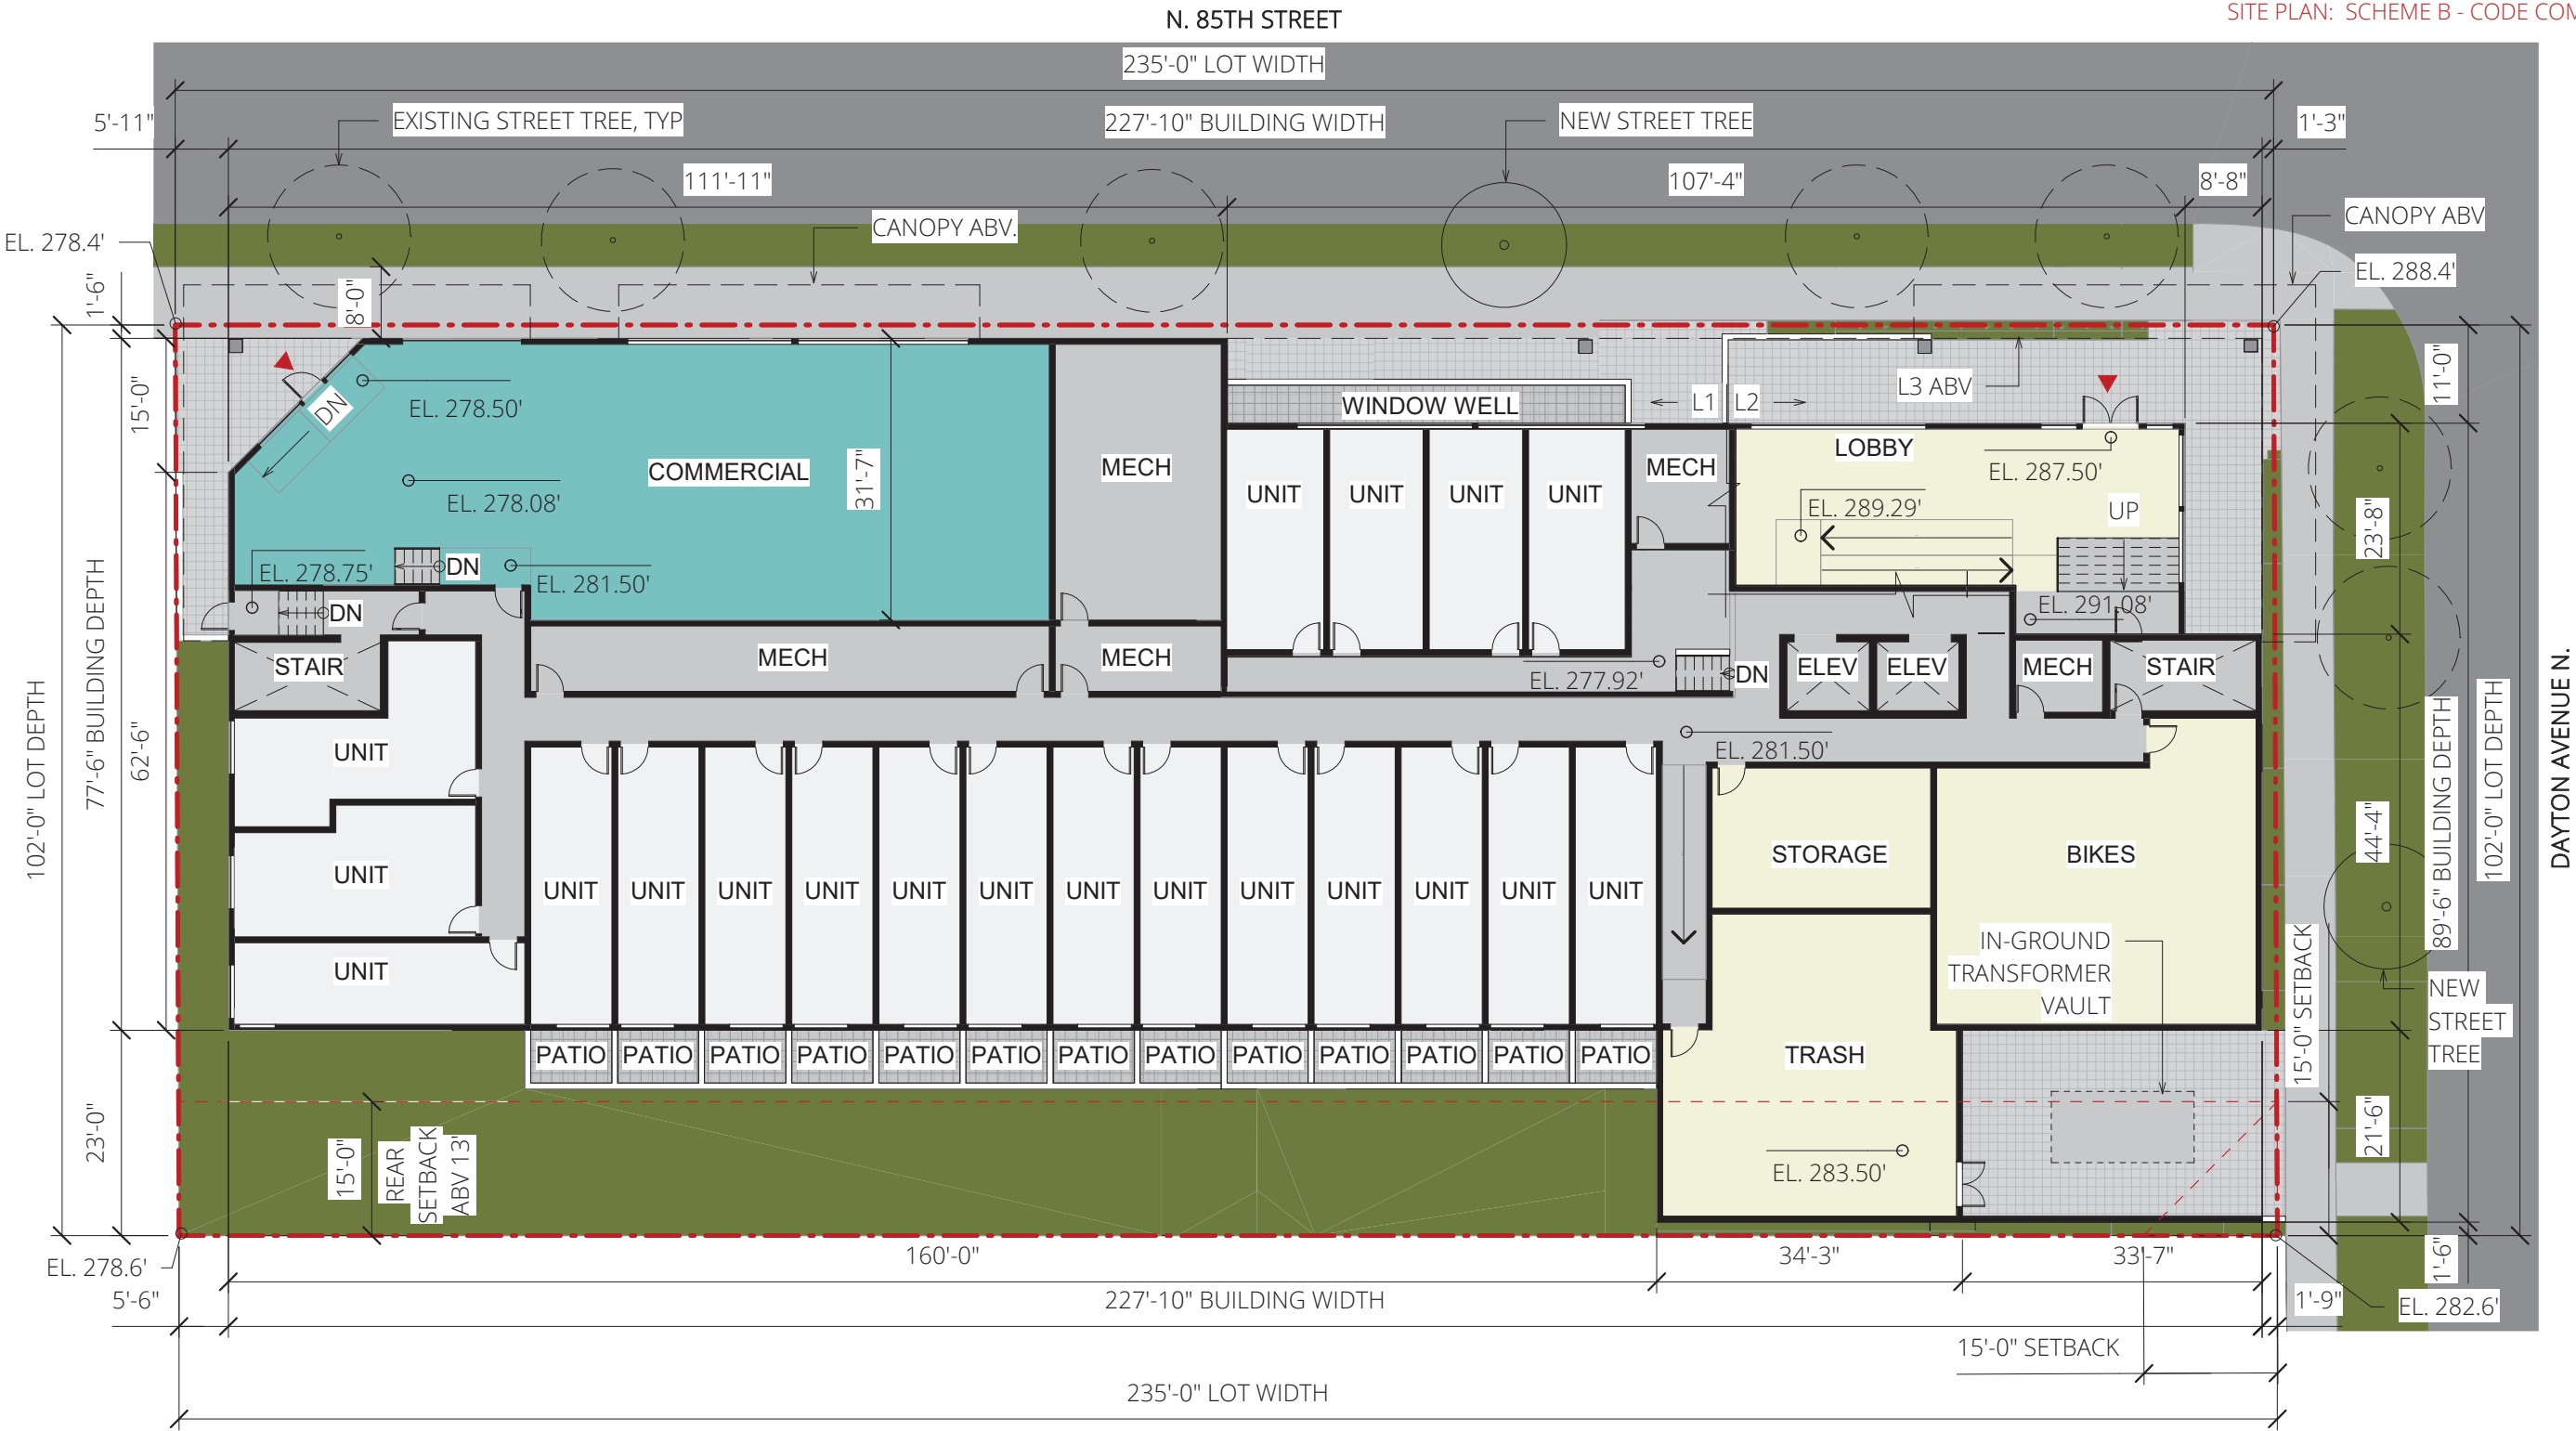 SITE PLAN: SCHEME B - CODE COM
N. 85TH STREET
235'-0" LOT WIDTH
5'-11"
EXISTING STREET TREE, TYP
227'-10" BUILDING WIDTH
NEW STREET TREE
1'-3"
111'-11"
107'-4"
8'-8"
EL. 278.4'
CANOPY ABV.
CANOPY ABV
EL. 288.4'
1'-6"
8'-0"
15'-0"
DN
EL. 278.50'
WINDOW WELL
L1
L2
L3 ABV
11'-0"
COMMERCIAL
31'-7"
MECH
UNIT
UNIT
UNIT
UNIT
MECH
LOBBY
EL. 287.50'
EL. 278.08'
EL. 289.29'
UP
23'-8"
EL. 278.75'
DN
EL. 281.50'
DN
EL. 291.08'
STAIR
MECH
MECH
EL. 277.92'
DN
ELEV
ELEV
MECH
STAIR
102'-0" LOT DEPTH
77'-6" BUILDING DEPTH
62'-6"
UNIT
EL. 281.50'
89'-6" BUILDING DEPTH
102'-0" LOT DEPTH
DAYTON AVENUE N.
44'-4"
UNIT
UNIT
UNIT
UNIT
UNIT
UNIT
UNIT
UNIT
UNIT
UNIT
UNIT
UNIT
UNIT
UNIT
STORAGE
BIKES
UNIT
IN-GROUND
TRANSFORMER
VAULT
15'-0" SETBACK
NEW
STREET
TREE
PATIO
PATIO
PATIO
PATIO
PATIO
PATIO
PATIO
PATIO
PATIO
PATIO
PATIO
PATIO
PATIO
TRASH
23'-0"
15'-0"
REAR
SETBACK
ABV 13'
EL. 283.50'
21'-6"
EL. 278.6'
160'-0"
34'-3"
33'-7"
1'-6"
5'-6"
227'-10" BUILDING WIDTH
1'-9"
EL. 282.6'
15'-0" SETBACK
235'-0" LOT WIDTH